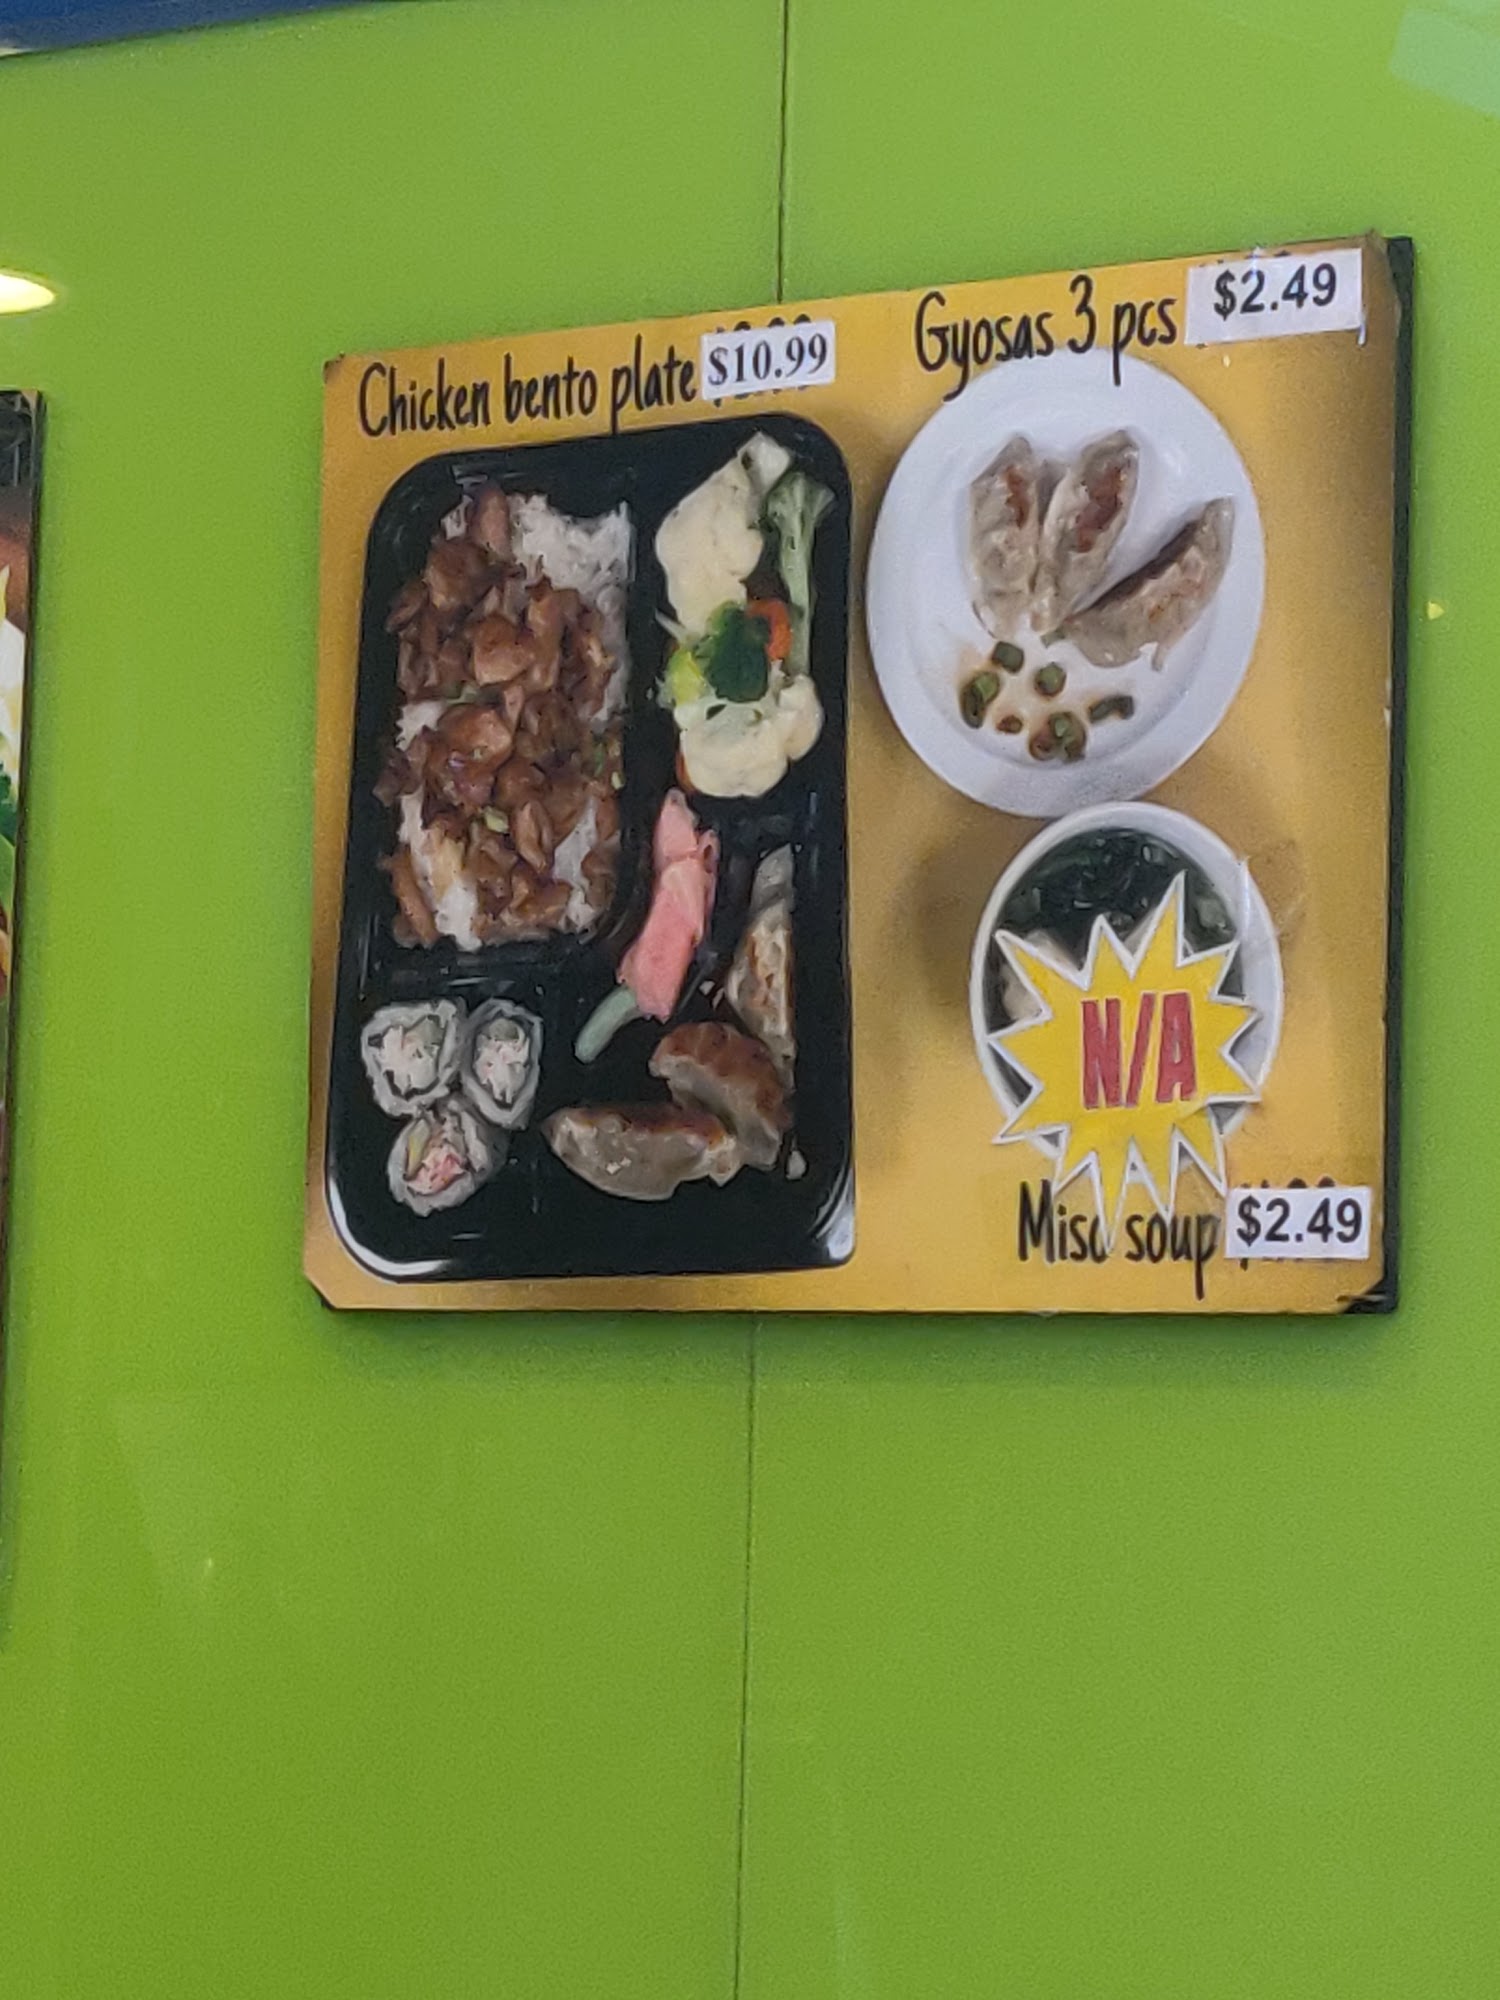 Chicken bento plate $10.99
Gyosas 3 pcs $2.49
N/A
Miso soup $2.49